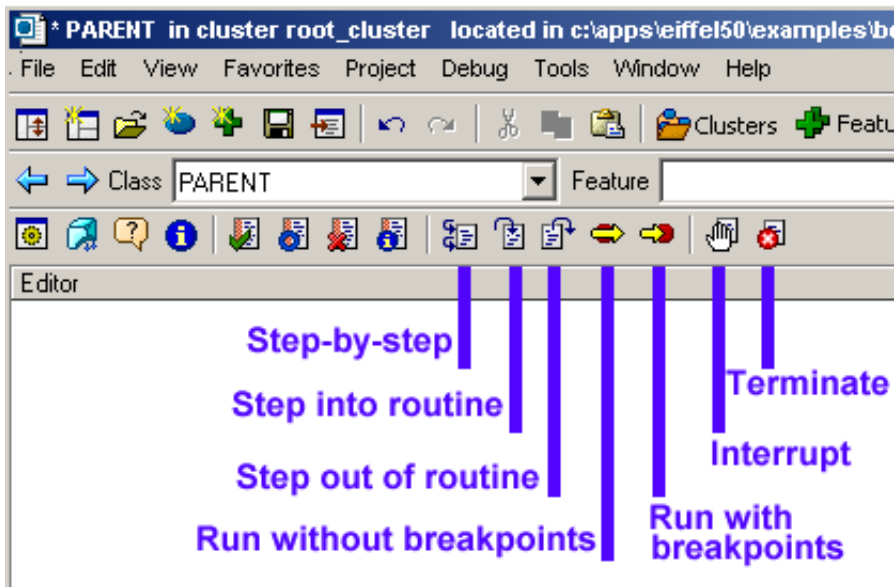 * PARENT in cluster root_cluster located in c:\apps\eiffel50\examples\be
File Edit View Favorites Project Debug Tools Window Help
Clusters Featu
Class PARENT Feature
Editor
Step-by-step
Terminate
Step into routine
Interrupt
Step out of routine
Run with
breakpoints
Run without breakpoints